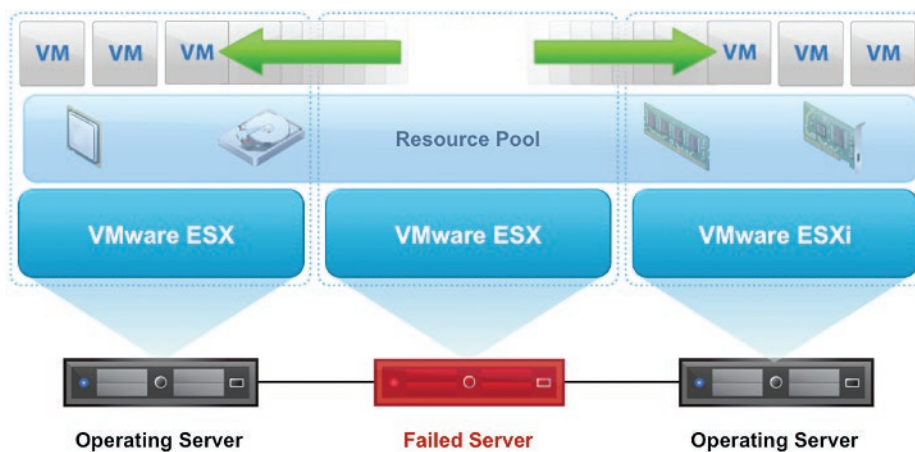 VM VM VM VM VM VM
Resource Pool
VMware ESX VMware ESX VMware ESXi
Operating Server Failed Server Operating Server